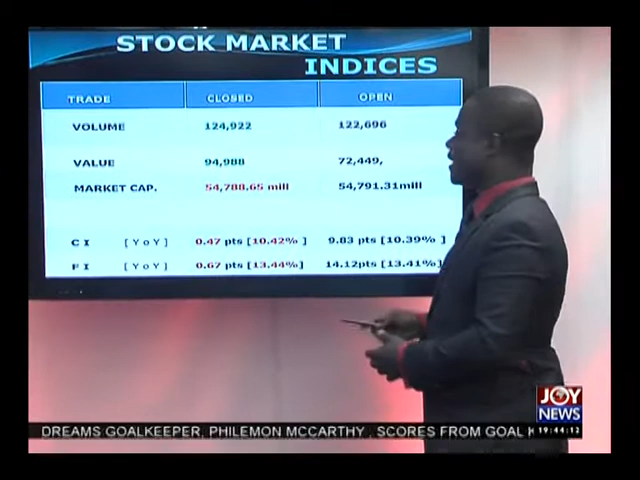 STOCK MARKET
INDICES
TRADE CLOSED OPEN
VOLUME 124,922 122,696
VALUE 94,988 72,449,
MARKET CAP. 54,788,65 mill 54,791.31mill
C I [ Y o Y ] 0.47 pts [10.42% ] 9.83 pts [10.39% ]
F I [ Y o Y ] 0.67 pts [13.44%] 14.12pts [13.41%]
JOY
NEWS
DREAMS GOALKEEPER, PHILEMON MCCARTHY, SCORES FROM GOAL K
19:44:12